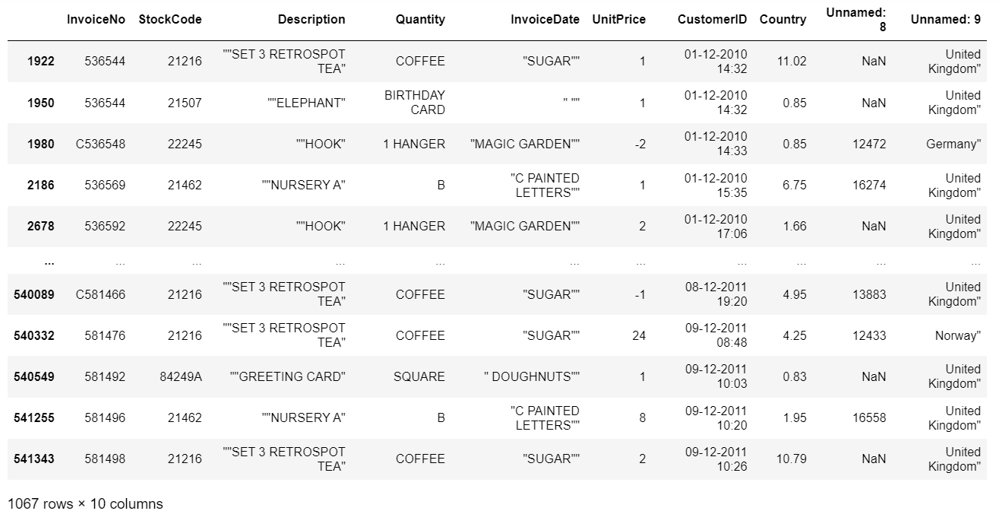 InvoiceNo StockCode Description Quantity InvoiceDate UnitPrice CustomerID Country Unnamed: 8 Unnamed: 9
1922 536544 21216 ""SET 3 RETROSPOT TEA" COFFEE "SUGAR"" 1 01-12-2010 14:32 11.02 NaN United Kingdom"
1950 536544 21507 ""ELEPHANT" BIRTHDAY CARD " "" 1 01-12-2010 14:32 0.85 NaN United Kingdom"
1980 C536548 22245 ""HOOK" 1 HANGER "MAGIC GARDEN"" -2 01-12-2010 14:33 0.85 12472 Germany"
2186 536569 21462 ""NURSERY A" B "C PAINTED LETTERS"" 1 01-12-2010 15:35 6.75 16274 United Kingdom"
2678 536592 22245 ""HOOK" 1 HANGER "MAGIC GARDEN"" 2 01-12-2010 17:06 1.66 NaN United Kingdom"
... ... ... ... ... ... ... ... ... ... ...
540089 C581466 21216 ""SET 3 RETROSPOT TEA" COFFEE "SUGAR"" -1 08-12-2011 19:20 4.95 13883 United Kingdom"
540332 581476 21216 ""SET 3 RETROSPOT TEA" COFFEE "SUGAR"" 24 09-12-2011 08:48 4.25 12433 Norway"
540549 581492 84249A ""GREETING CARD" SQUARE " DOUGHNUTS"" 1 09-12-2011 10:03 0.83 NaN United Kingdom"
541255 581496 21462 ""NURSERY A" B "C PAINTED LETTERS"" 8 09-12-2011 10:20 1.95 16558 United Kingdom"
541343 581498 21216 ""SET 3 RETROSPOT TEA" COFFEE "SUGAR"" 2 09-12-2011 10:26 10.79 NaN United Kingdom"
1067 rows × 10 columns